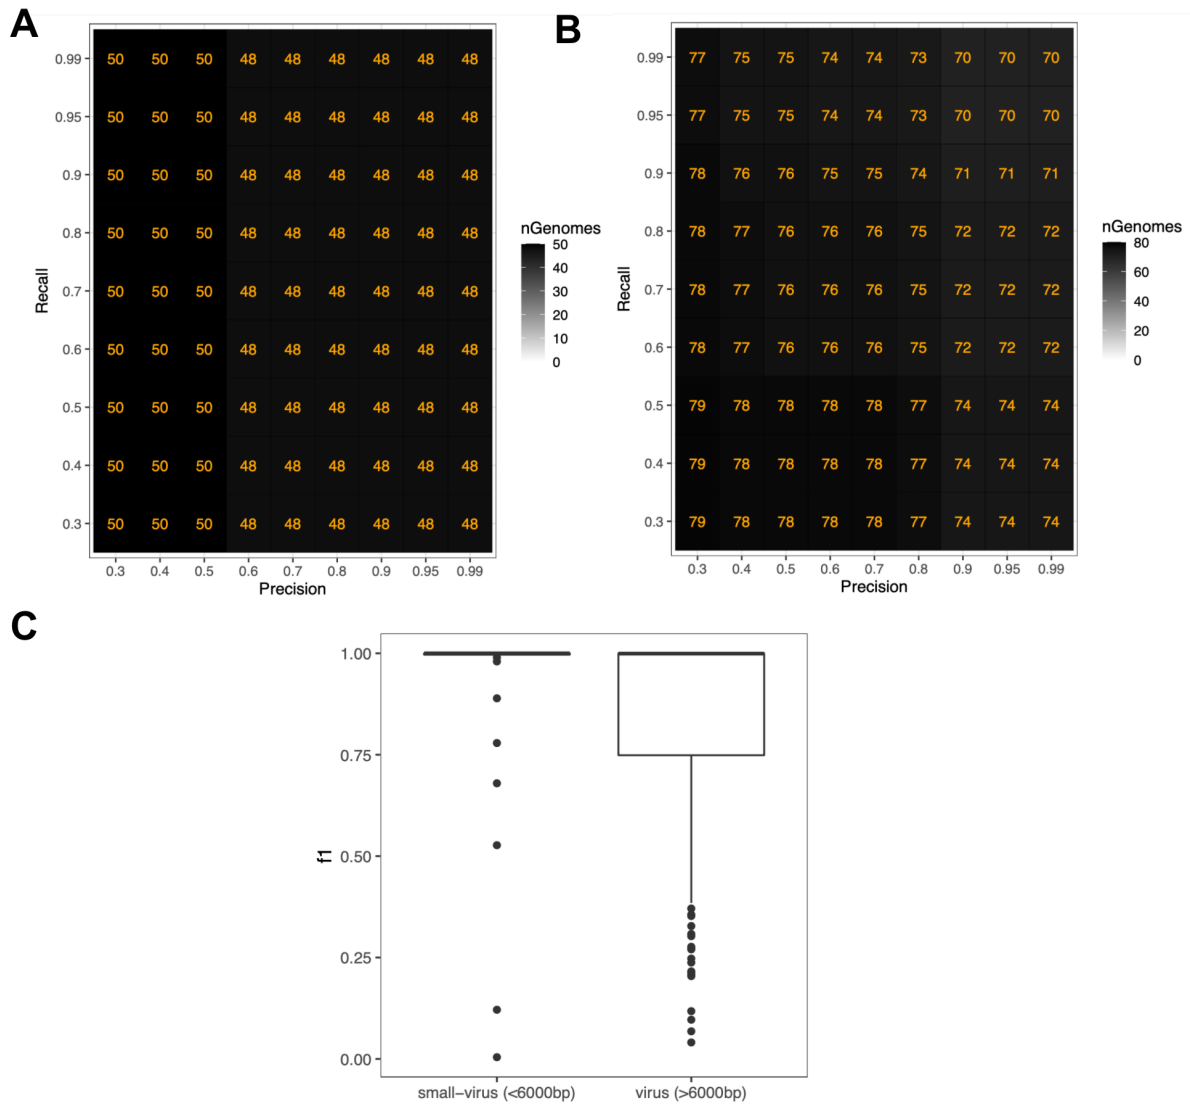 A
0.99 50 50 50 48 48 48 48 48 48
0.95 50 50 50 48 48 48 48 48 48
0.9 50 50 50 48 48 48 48 48 48
0.8 50 50 50 48 48 48 48 48 48
0.7 50 50 50 48 48 48 48 48 48
0.6 50 50 50 48 48 48 48 48 48
0.5 50 50 50 48 48 48 48 48 48
0.4 50 50 50 48 48 48 48 48 48
0.3 50 50 50 48 48 48 48 48 48
0.3 0.4 0.5 0.6 0.7 0.8 0.9 0.95 0.99
Precision
Recall
nGenomes
50
40
30
20
10
0
B
0.99 77 75 75 74 74 73 70 70 70
0.95 77 75 75 74 74 73 70 70 70
0.9 78 76 76 75 75 74 71 71 71
0.8 78 77 76 76 76 75 72 72 72
0.7 78 77 76 76 76 75 72 72 72
0.6 78 77 76 76 76 75 72 72 72
0.5 79 78 78 78 78 77 74 74 74
0.4 79 78 78 78 78 77 74 74 74
0.3 79 78 78 78 78 77 74 74 74
0.3 0.4 0.5 0.6 0.7 0.8 0.9 0.95 0.99
Precision
Recall
nGenomes
80
60
40
20
0
C
1.00
0.75
0.50
0.25
0.00
f1
small-virus (<6000bp) virus (>6000bp)